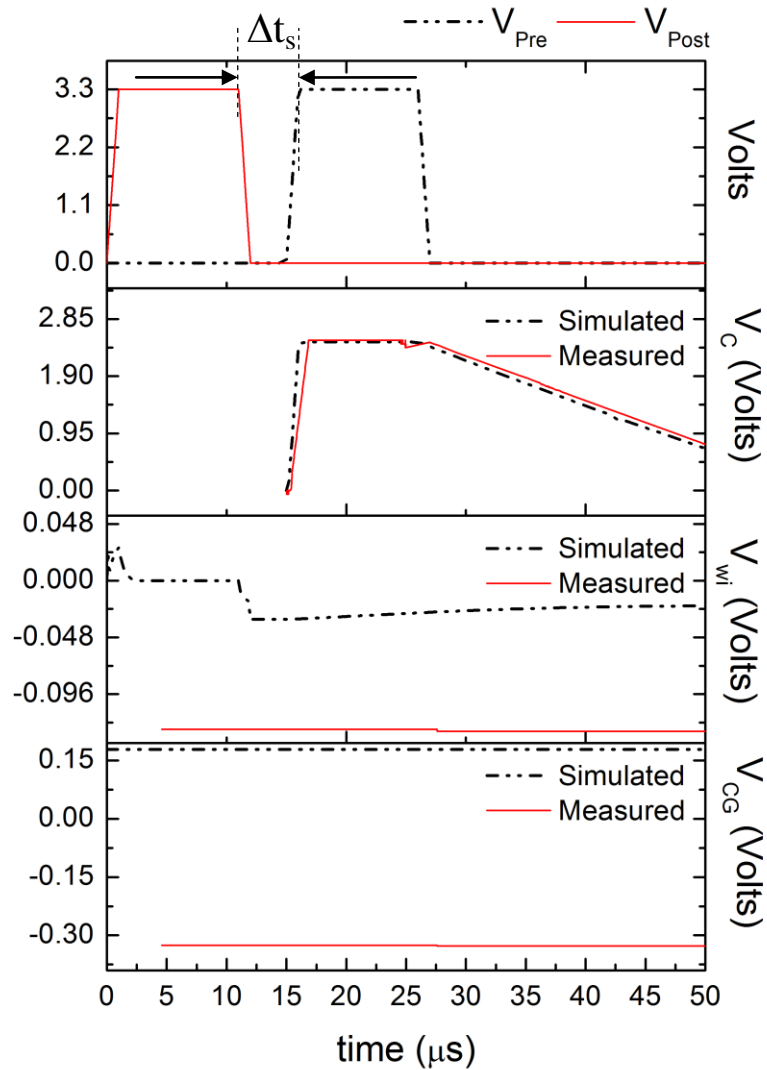 V_Pre V_Post
Δt_s
3.3
2.2
1.1
0.0
Volts
2.85
1.90
0.95
0.00
Simulated
Measured
V_C (Volts)
0.048
0.000
-0.048
-0.096
Simulated
Measured
V_wi (Volts)
0.15
0.00
-0.15
-0.30
Simulated
Measured
V_CG (Volts)
0 5 10 15 20 25 30 35 40 45 50
time (μs)